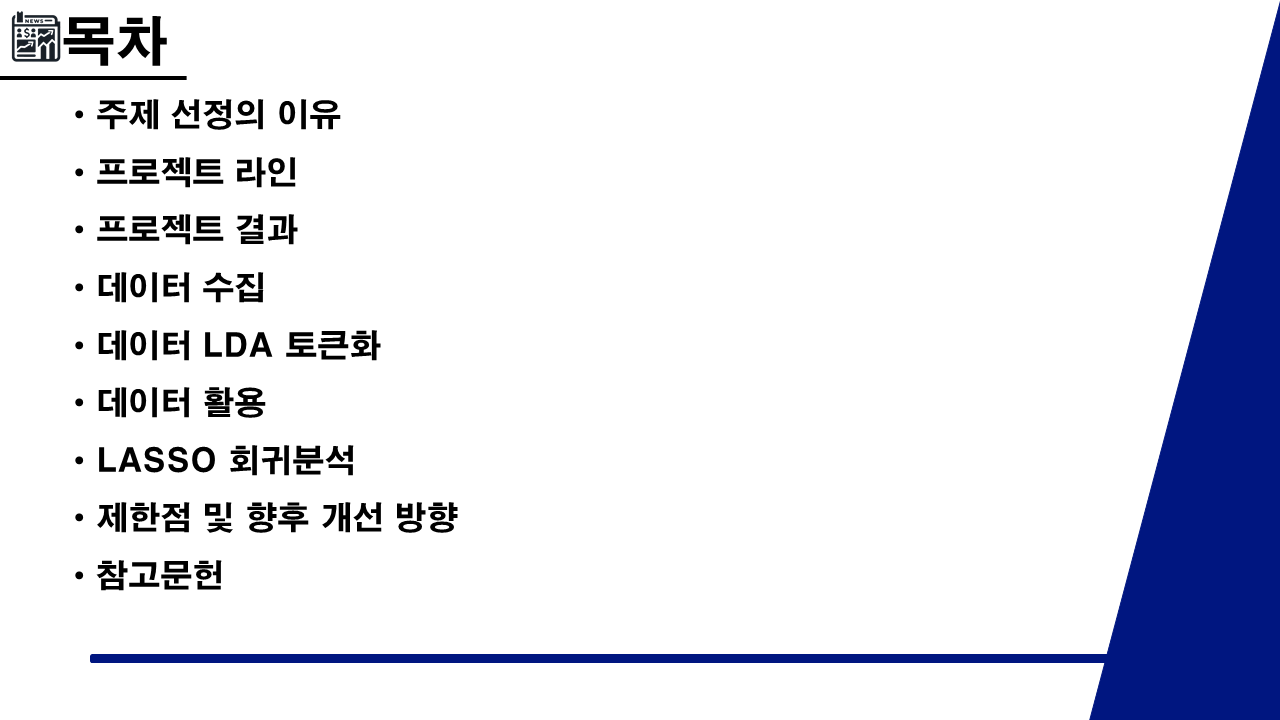 NEWS
목차
• 주제 선정의 이유
• 프로젝트 라인
• 프로젝트 결과
• 데이터 수집
• 데이터 LDA 토큰화
• 데이터 활용
• LASSO 회귀분석
• 제한점 및 향후 개선 방향
• 참고문헌